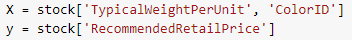 X = stock['TypicalWeightPerUnit', 'ColorID']
y = stock['RecommendedRetailPrice']